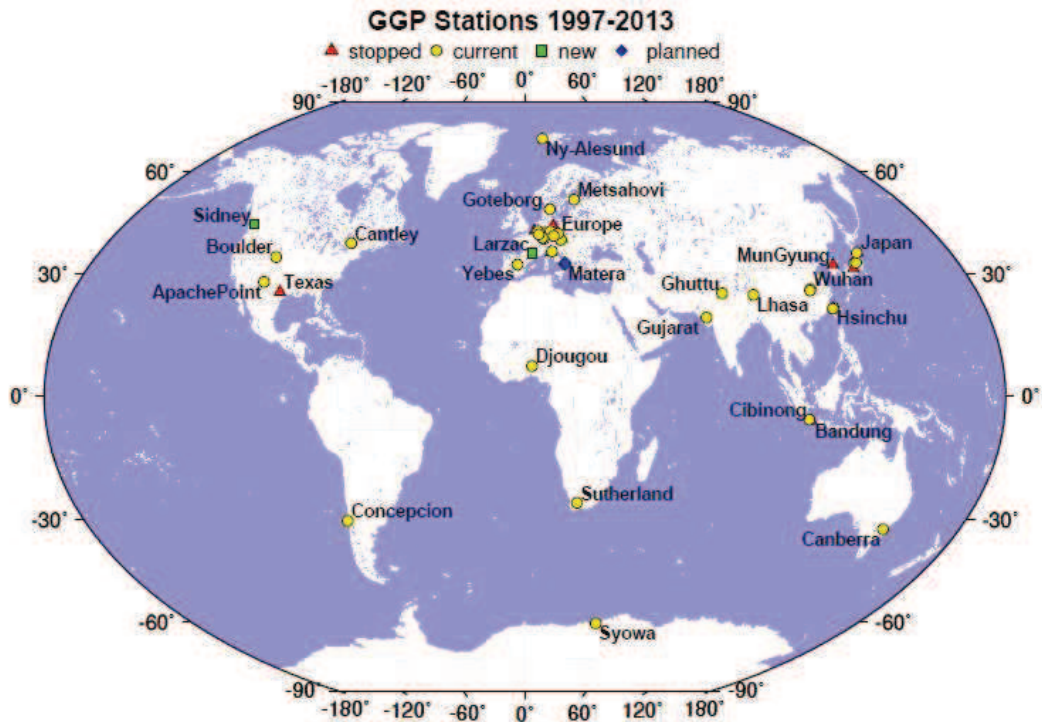 GGP Stations 1997-2013
stopped current new planned
-180° -120° -60° 0° 60° 120° 180°
90° 90°
Ny-Alesund
60° 60°
Metsahovi
Goteborg
Sidney
Europe
Cantley
Japan
Boulder
Larzac
MunGyung
30° Yebes Matera Ghuttu Wuhan 30°
ApachePoint Texas
Lhasa
Hsinchu
Gujarat
Djougou
0° 0°
Cibinong
Bandung
Sutherland
Concepcion
-30° -30°
Canberra
-60° -60°
Syowa
-90° -90°
-180° -120° -60° 0° 60° 120° 180°